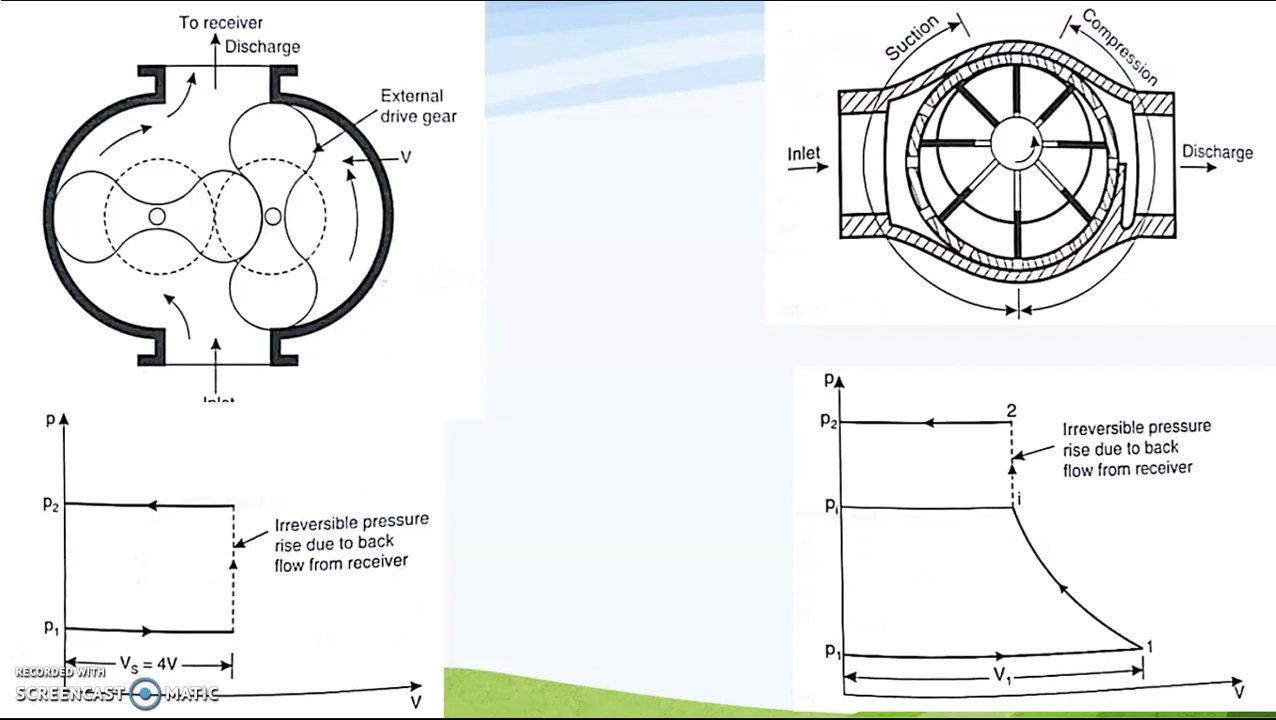 To receiver
Discharge
External
drive gear
V
Inlet
Suction
Compression
Inlet
Discharge
p
p2
Irreversible pressure
rise due to back
flow from receiver
p1
Vs = 4V
V
p
p2
2
Irreversible pressure
rise due to back
flow from receiver
pi
i
p1
1
V1
V
RECORDED WITH
SCREENCAST MATIC